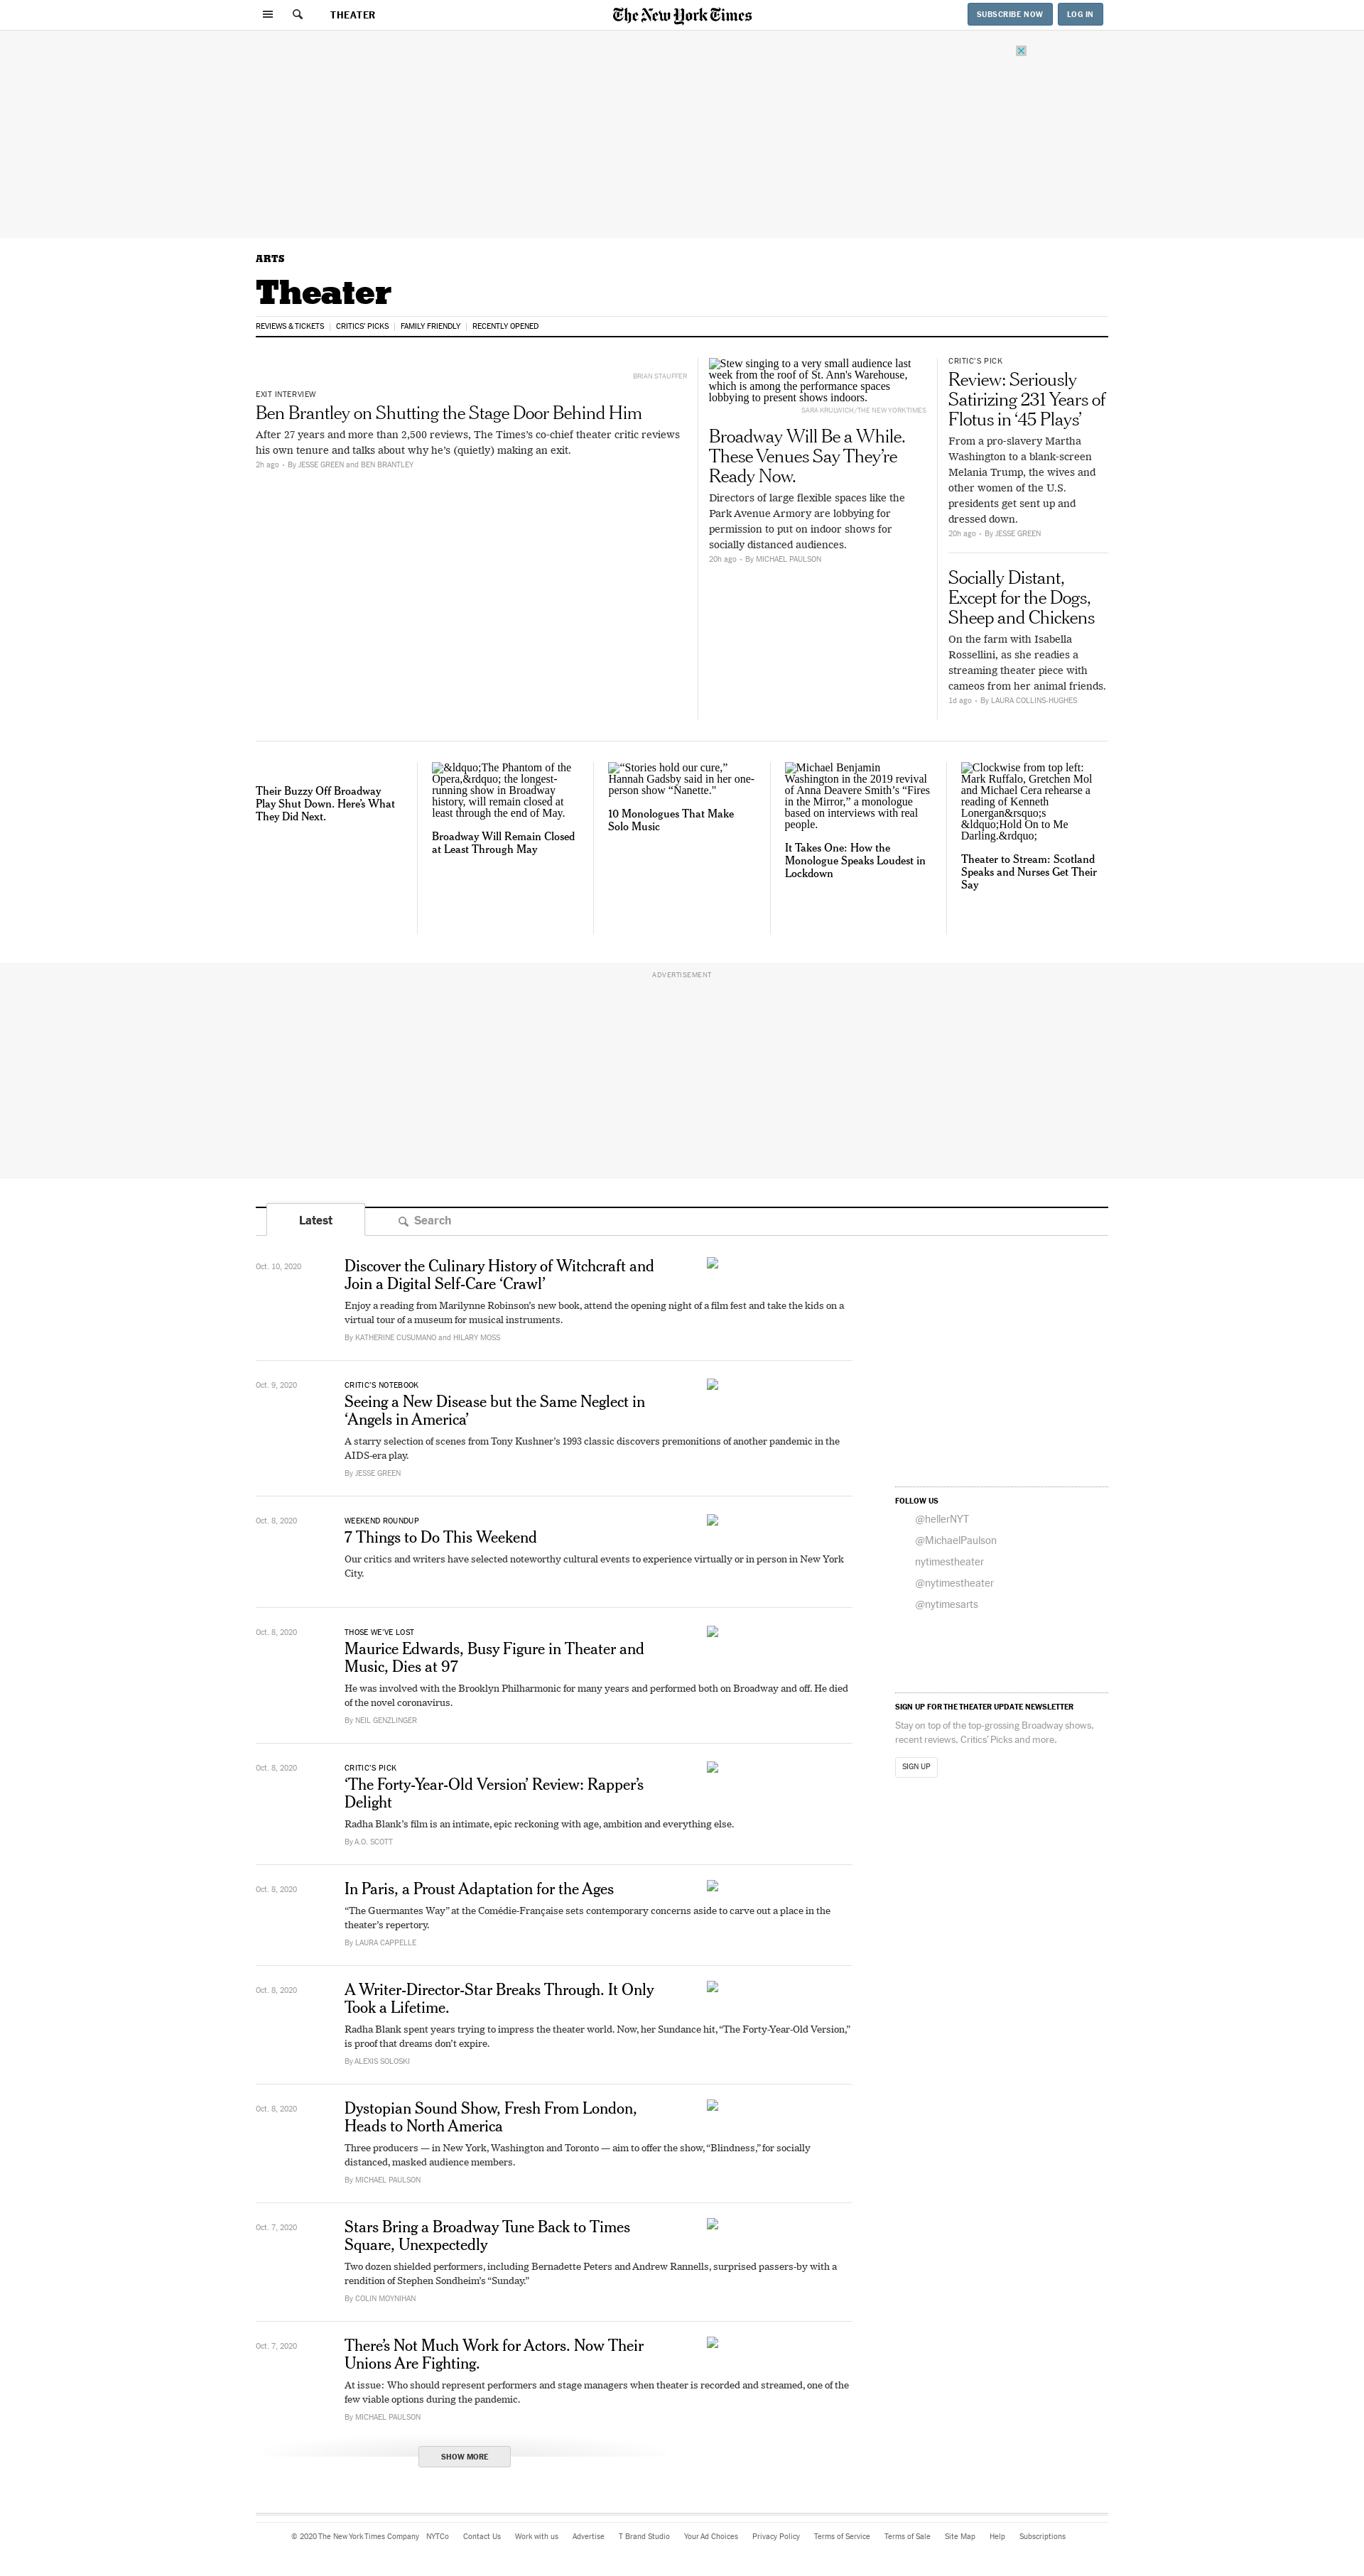 THEATER
The New York Times
SUBSCRIBE NOW
LOG IN
ARTS
Theater
REVIEWS & TICKETS
CRITICS' PICKS
FAMILY FRIENDLY
RECENTLY OPENED
BRIAN STAUFFER
EXIT INTERVIEW
Ben Brantley on Shutting the Stage Door Behind Him
After 27 years and more than 2,500 reviews, The Times’s co-chief theater critic reviews
his own tenure and talks about why he’s (quietly) making an exit.
2h ago • By JESSE GREEN and BEN BRANTLEY
Stew singing to a very small audience last
week from the roof of St. Ann's Warehouse,
which is among the performance spaces
lobbying to present shows indoors.
SARA KRULWICH/THE NEW YORK TIMES
Broadway Will Be a While.
These Venues Say They’re
Ready Now.
Directors of large flexible spaces like the
Park Avenue Armory are lobbying for
permission to put on indoor shows for
socially distanced audiences.
20h ago • By MICHAEL PAULSON
CRITIC’S PICK
Review: Seriously
Satirizing 231 Years of
Flotus in ‘45 Plays’
From a pro-slavery Martha
Washington to a blank-screen
Melania Trump, the wives and
other women of the U.S.
presidents get sent up and
dressed down.
20h ago • By JESSE GREEN
Socially Distant,
Except for the Dogs,
Sheep and Chickens
On the farm with Isabella
Rossellini, as she readies a
streaming theater piece with
cameos from her animal friends.
1d ago • By LAURA COLLINS-HUGHES
Their Buzzy Off Broadway
Play Shut Down. Here’s What
They Did Next.
&ldquo;The Phantom of the
Opera,&rdquo; the longest-
running show in Broadway
history, will remain closed at
least through the end of May.
Broadway Will Remain Closed
at Least Through May
“Stories hold our cure,”
Hannah Gadsby said in her one-
person show “Nanette."
10 Monologues That Make
Solo Music
Michael Benjamin
Washington in the 2019 revival
of Anna Deavere Smith’s “Fires
in the Mirror,” a monologue
based on interviews with real
people.
It Takes One: How the
Monologue Speaks Loudest in
Lockdown
Clockwise from top left:
Mark Ruffalo, Gretchen Mol
and Michael Cera rehearse a
reading of Kenneth
Lonergan&rsquo;s
&ldquo;Hold On to Me
Darling.&rdquo;
Theater to Stream: Scotland
Speaks and Nurses Get Their
Say
ADVERTISEMENT
Latest
Search
Oct. 10, 2020
Discover the Culinary History of Witchcraft and
Join a Digital Self-Care ‘Crawl’
Enjoy a reading from Marilynne Robinson’s new book, attend the opening night of a film fest and take the kids on a
virtual tour of a museum for musical instruments.
By KATHERINE CUSUMANO and HILARY MOSS
Oct. 9, 2020
CRITIC’S NOTEBOOK
Seeing a New Disease but the Same Neglect in
‘Angels in America’
A starry selection of scenes from Tony Kushner’s 1993 classic discovers premonitions of another pandemic in the
AIDS-era play.
By JESSE GREEN
Oct. 8, 2020
WEEKEND ROUNDUP
7 Things to Do This Weekend
Our critics and writers have selected noteworthy cultural events to experience virtually or in person in New York
City.
Oct. 8, 2020
THOSE WE’VE LOST
Maurice Edwards, Busy Figure in Theater and
Music, Dies at 97
He was involved with the Brooklyn Philharmonic for many years and performed both on Broadway and off. He died
of the novel coronavirus.
By NEIL GENZLINGER
Oct. 8, 2020
CRITIC’S PICK
‘The Forty-Year-Old Version’ Review: Rapper’s
Delight
Radha Blank’s film is an intimate, epic reckoning with age, ambition and everything else.
By A.O. SCOTT
Oct. 8, 2020
In Paris, a Proust Adaptation for the Ages
“The Guermantes Way” at the Comédie-Française sets contemporary concerns aside to carve out a place in the
theater’s repertory.
By LAURA CAPPELLE
Oct. 8, 2020
A Writer-Director-Star Breaks Through. It Only
Took a Lifetime.
Radha Blank spent years trying to impress the theater world. Now, her Sundance hit, “The Forty-Year-Old Version,”
is proof that dreams don’t expire.
By ALEXIS SOLOSKI
Oct. 8, 2020
Dystopian Sound Show, Fresh From London,
Heads to North America
Three producers — in New York, Washington and Toronto — aim to offer the show, “Blindness,” for socially
distanced, masked audience members.
By MICHAEL PAULSON
Oct. 7, 2020
Stars Bring a Broadway Tune Back to Times
Square, Unexpectedly
Two dozen shielded performers, including Bernadette Peters and Andrew Rannells, surprised passers-by with a
rendition of Stephen Sondheim’s “Sunday.”
By COLIN MOYNIHAN
Oct. 7, 2020
There’s Not Much Work for Actors. Now Their
Unions Are Fighting.
At issue: Who should represent performers and stage managers when theater is recorded and streamed, one of the
few viable options during the pandemic.
By MICHAEL PAULSON
SHOW MORE
FOLLOW US
@hellerNYT
@MichaelPaulson
nytimestheater
@nytimestheater
@nytimesarts
SIGN UP FOR THE THEATER UPDATE NEWSLETTER
Stay on top of the top-grossing Broadway shows,
recent reviews, Critics’ Picks and more.
SIGN UP
© 2020 The New York Times Company NYTCo Contact Us Work with us Advertise T Brand Studio Your Ad Choices Privacy Policy Terms of Service Terms of Sale Site Map Help Subscriptions